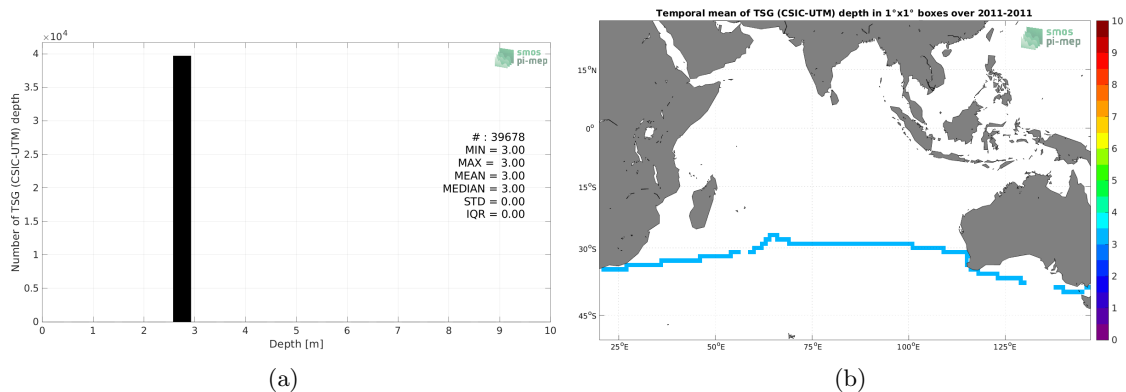 ×10⁴
4
3.5
3
2.5
2
1.5
1
0.5
0
0 1 2 3 4 5 6 7 8 9 10
Number of TSG (CSIC-UTM) depth
Depth [m]
smos
pi-mep
# : 39678
MIN = 3.00
MAX = 3.00
MEAN = 3.00
MEDIAN = 3.00
STD = 0.00
IQR = 0.00
(a)
Temporal mean of TSG (CSIC-UTM) depth in 1°x1° boxes over 2011-2011
smos
pi-mep
15°N
0°
15°S
30°S
45°S
25°E 50°E 75°E 100°E 125°E
10
9
8
7
6
5
4
3
2
1
0
(b)